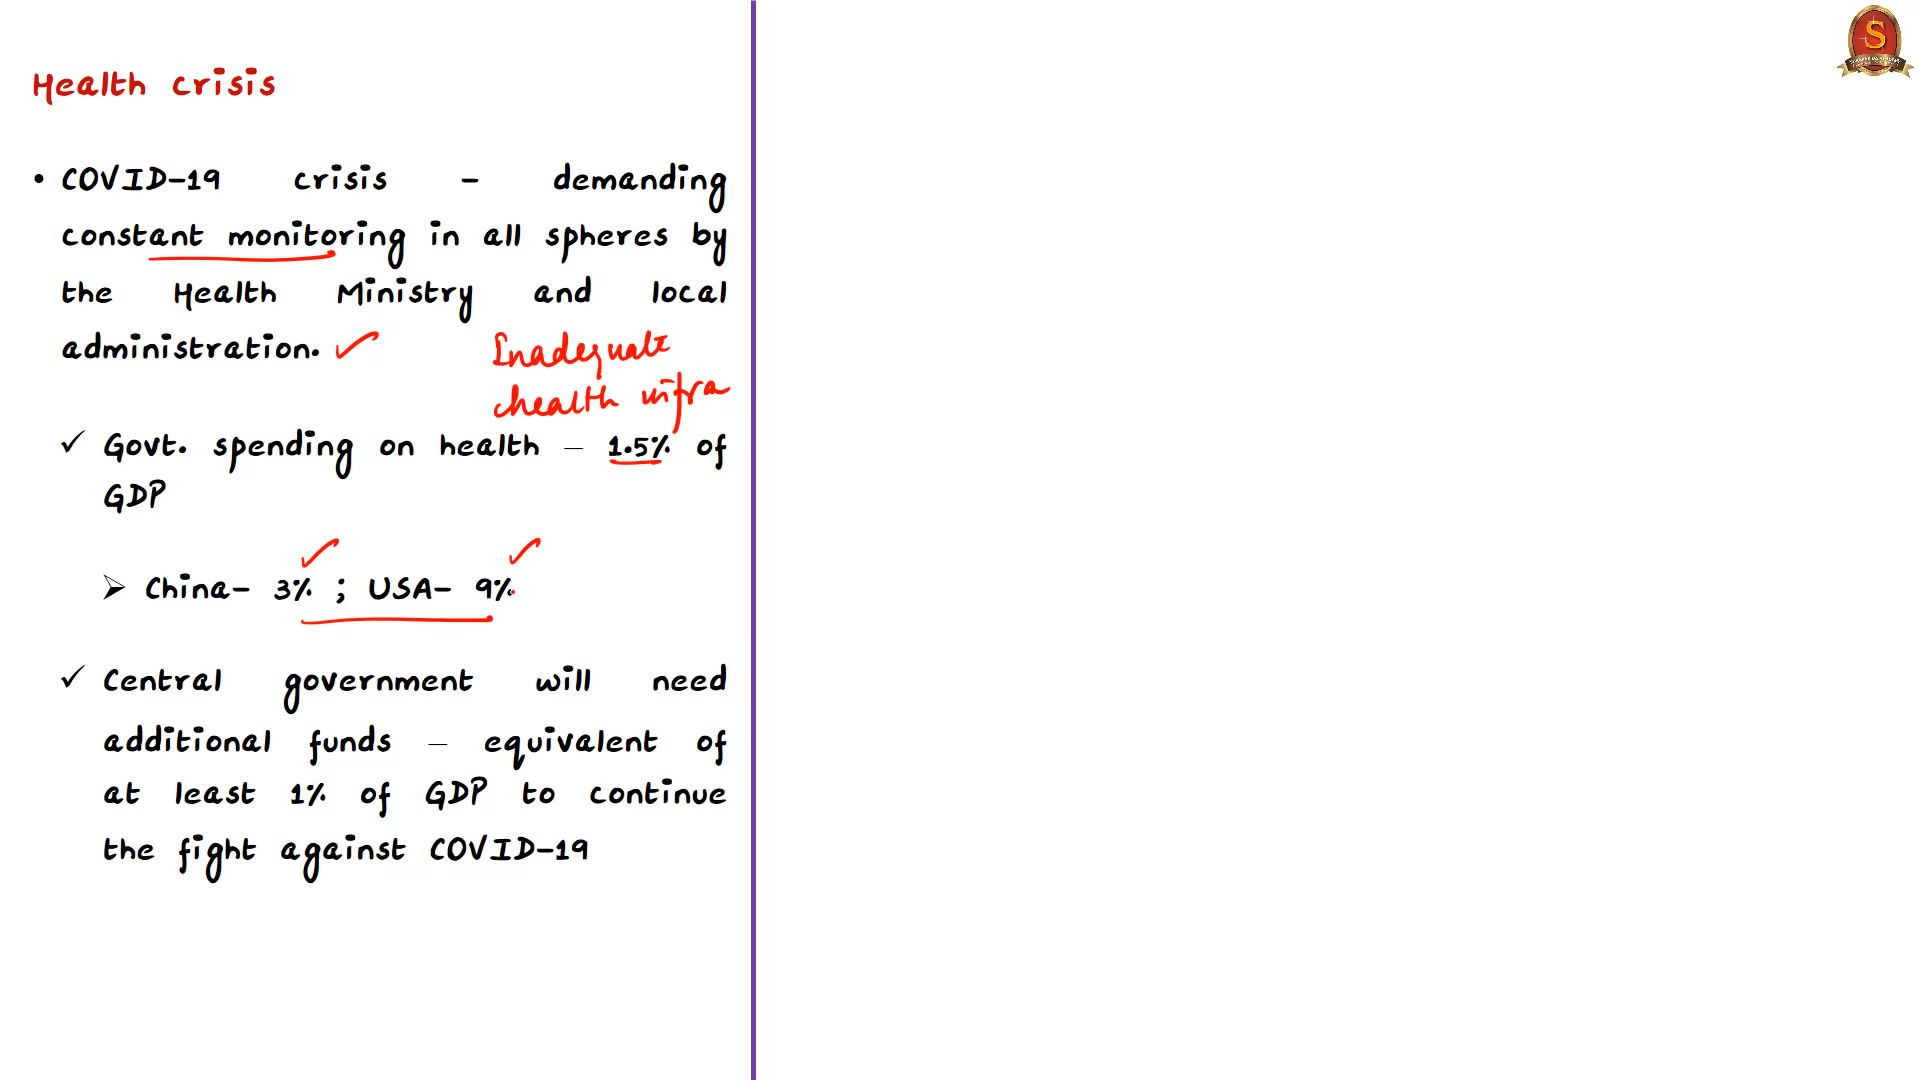 Health crisis
• COVID-19 crisis - demanding
constant monitoring in all spheres by
the Health Ministry and local
administration. ✓
Inadequate
health infra
✓ Govt. spending on health – 1.5% of
GDP
➢ China- 3% ; USA- 9%
✓ Central government will need
additional funds – equivalent of
at least 1% of GDP to continue
the fight against COVID-19
S